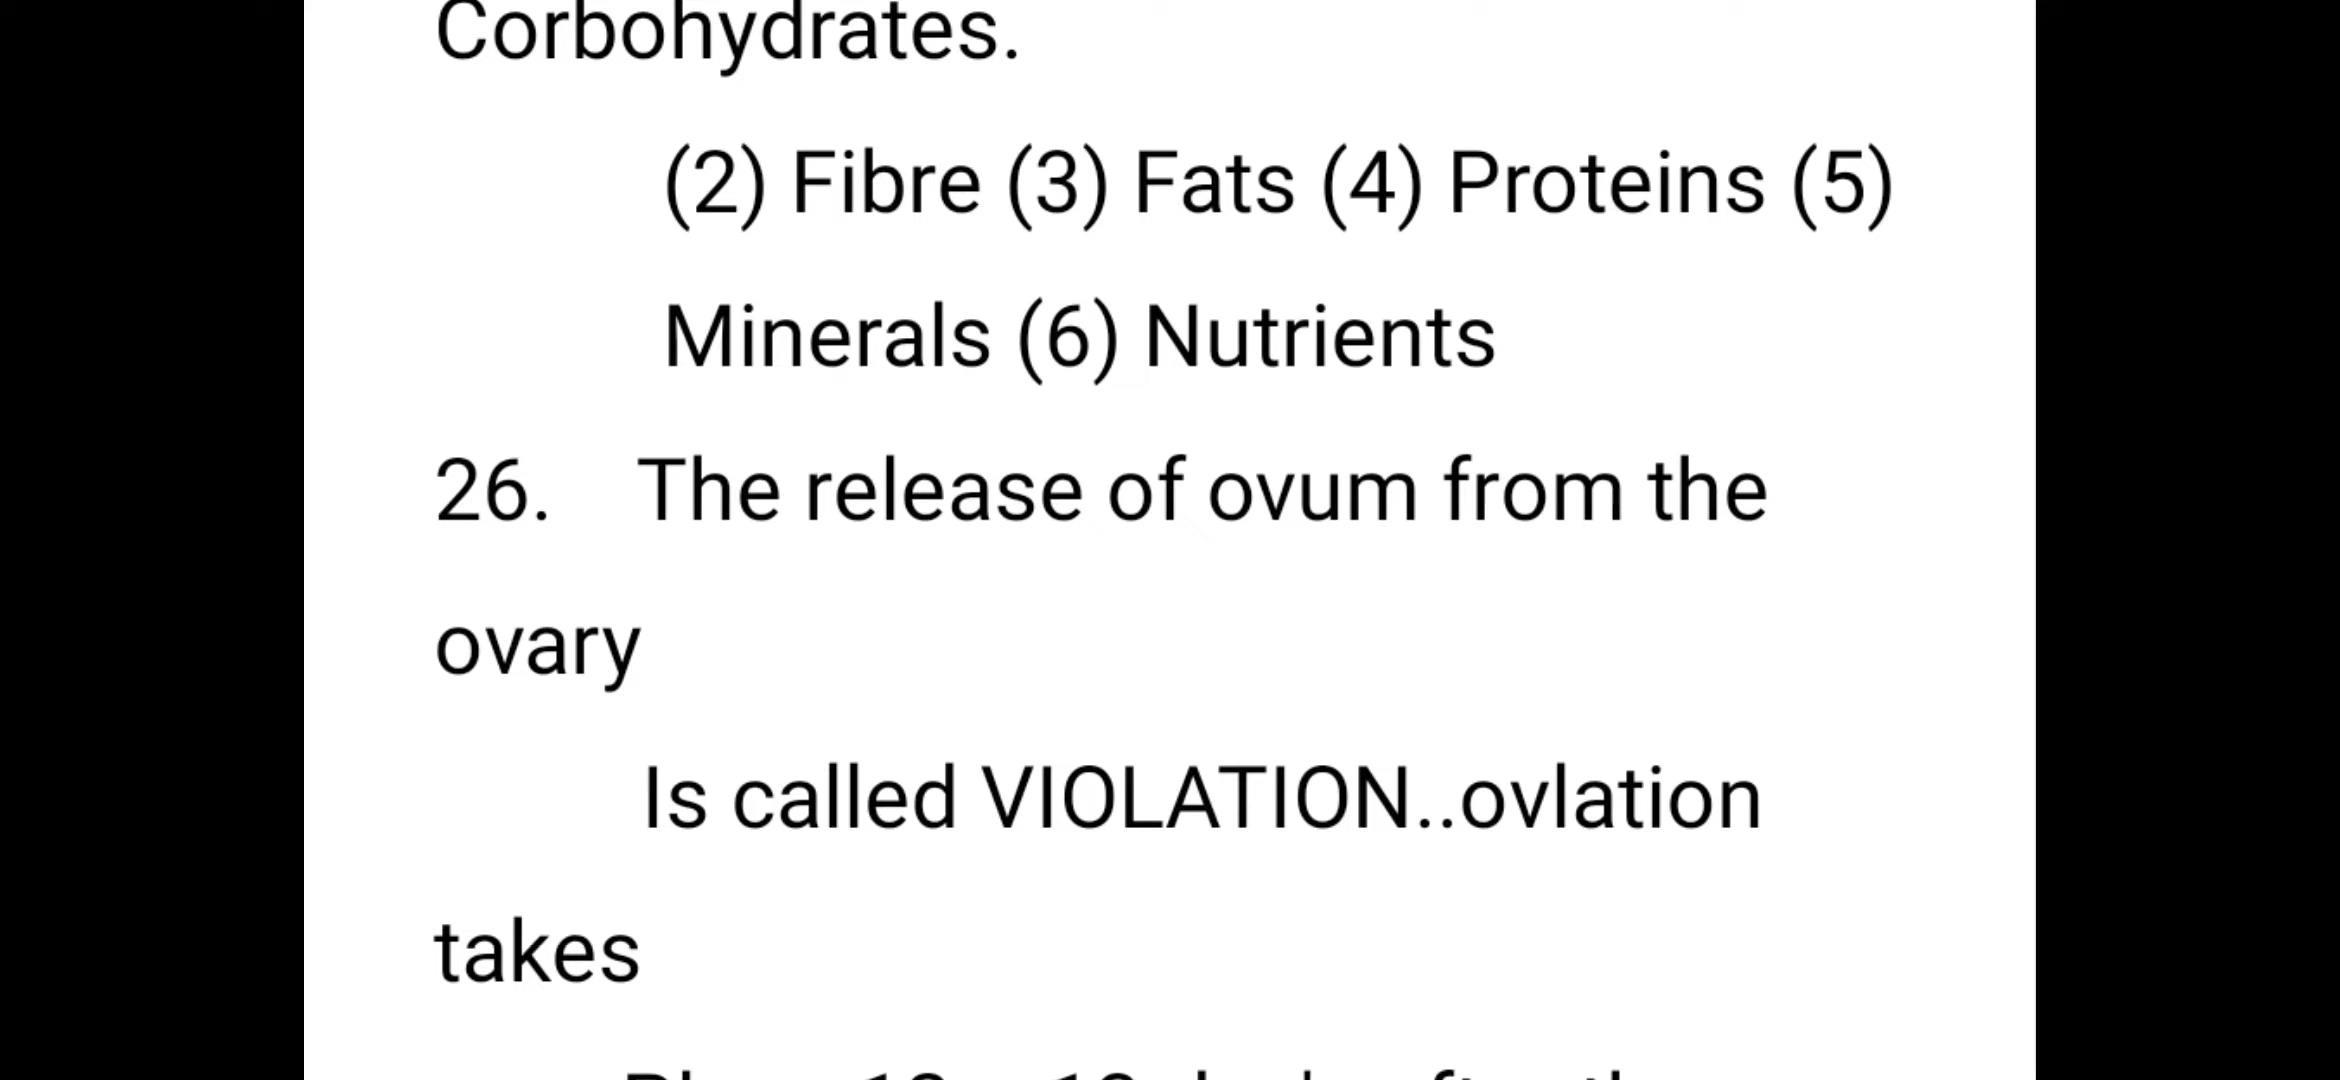 Corbohydrates.
(2) Fibre (3) Fats (4) Proteins (5)
Minerals (6) Nutrients
26. The release of ovum from the
ovary
Is called VIOLATION..ovlation
takes